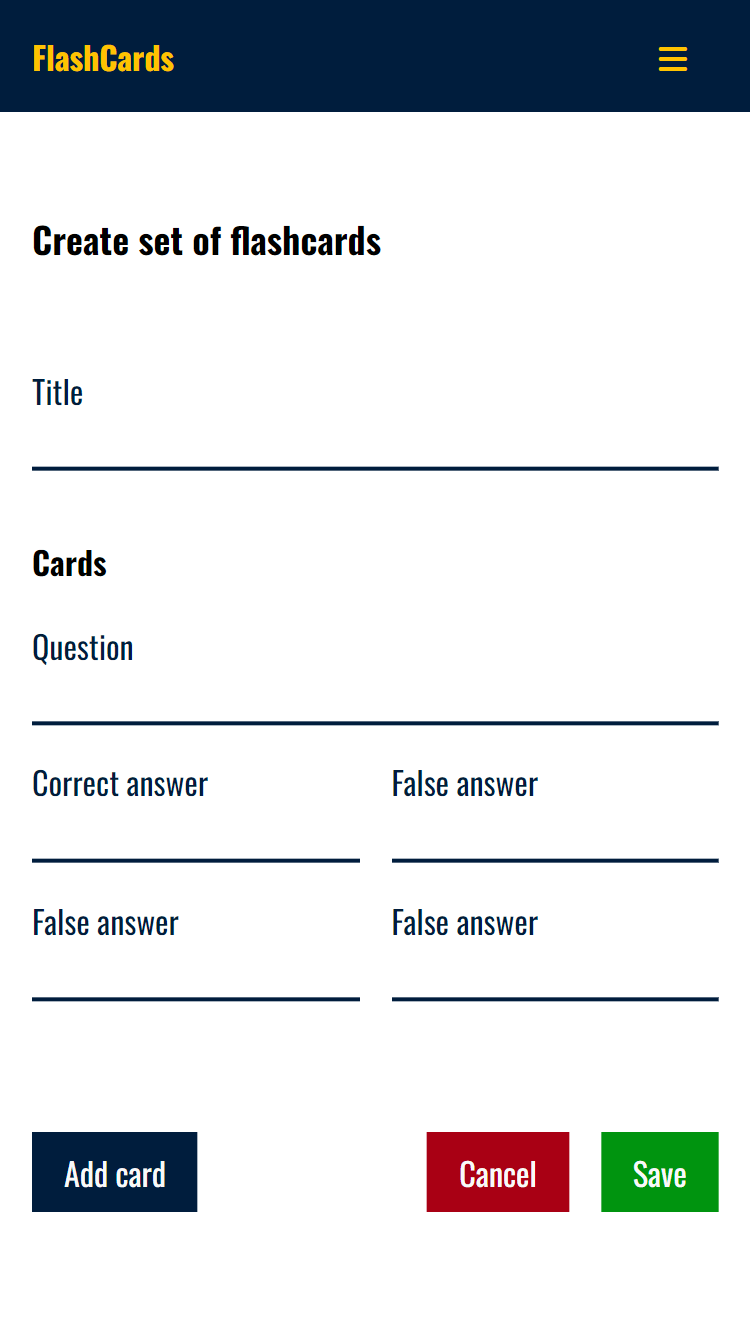 FlashCards
Create set of flashcards
Title
Cards
Question
Correct answer
False answer
False answer
False answer
Add card
Cancel
Save